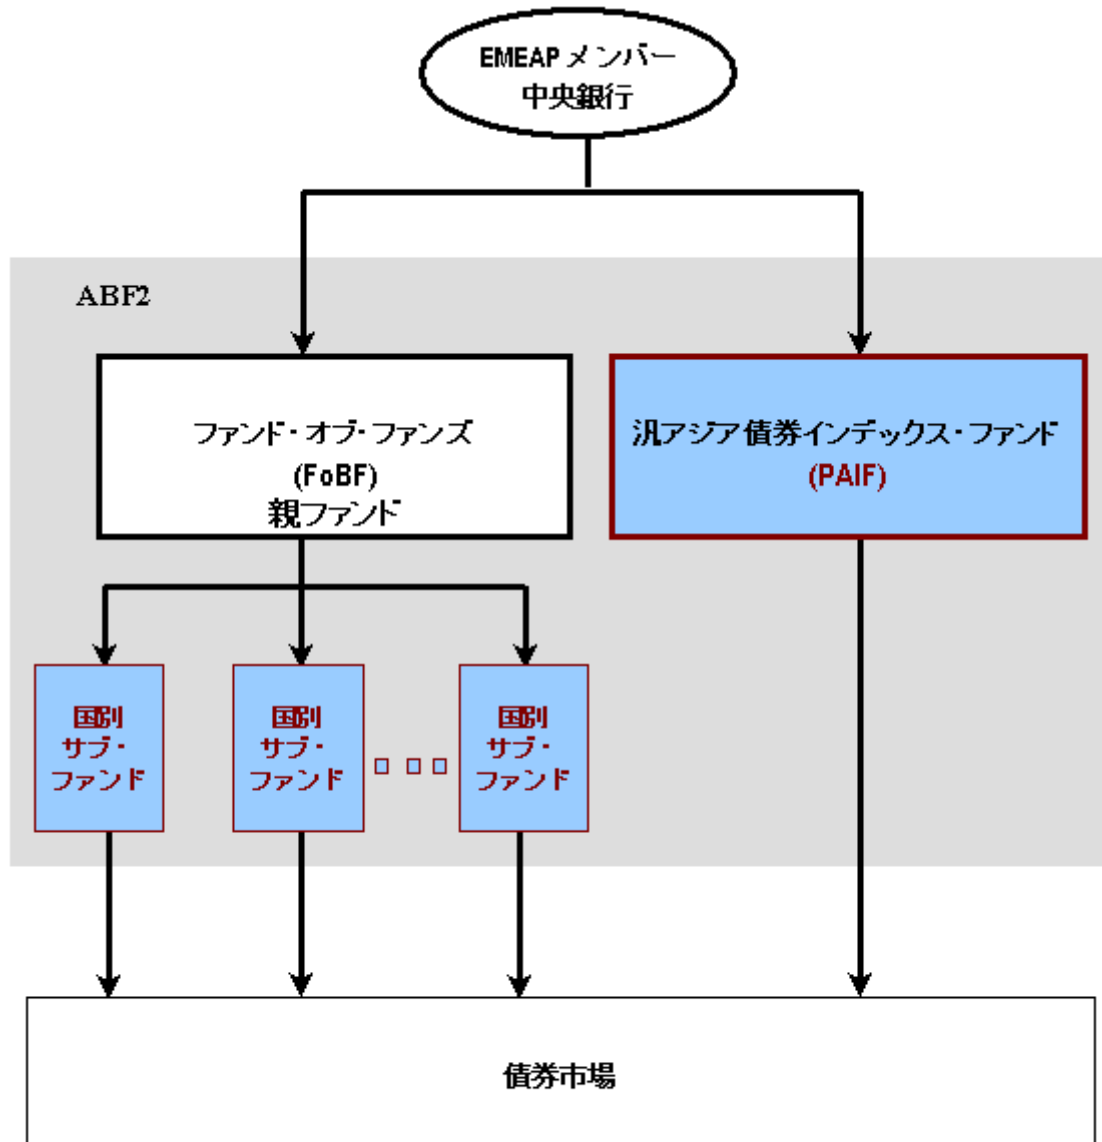 EMEAP メンバー
中央銀行
ABF2
ファンド・オブ・ファンズ
(FoBF)
親ファンド
汎アジア債券インデックス・ファンド
(PAIF)
国別
サブ・
ファンド
国別
サブ・
ファンド
国別
サブ・
ファンド
債券市場